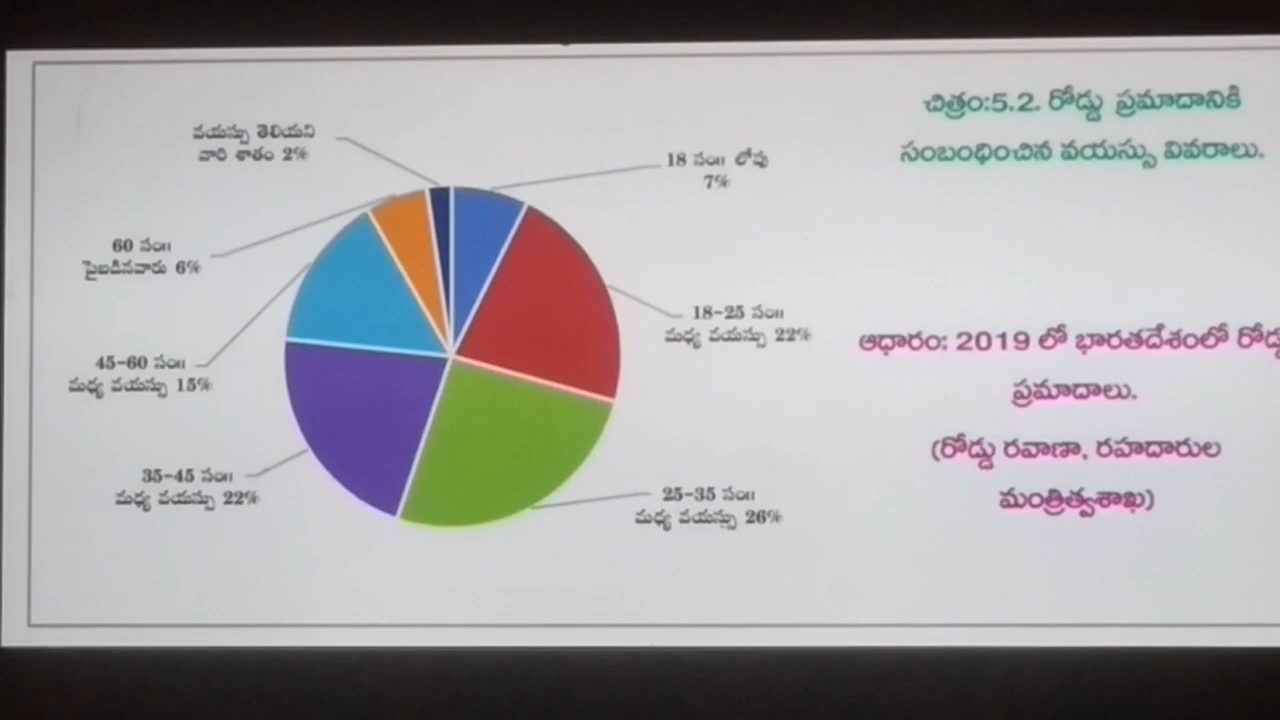 చిత్రం:5.2. రోడ్డు ప్రమాదానికి
సంబంధించిన వయస్సు వివరాలు.
వయస్సు తెలియని
వారి శాతం 2%
18 సం॥ లోపు
7%
60 సం॥
పైబడినవారు 6%
18-25 సం॥
మధ్య వయస్సు 22%
45-60 సం॥
మధ్య వయస్సు 15%
35-45 సం॥
మధ్య వయస్సు 22%
25-35 సం॥
మధ్య వయస్సు 26%
ఆధారం: 2019 లో భారతదేశంలో రోడ్డు
ప్రమాదాలు.
(రోడ్డు రవాణా, రహదారుల
మంత్రిత్వశాఖ)